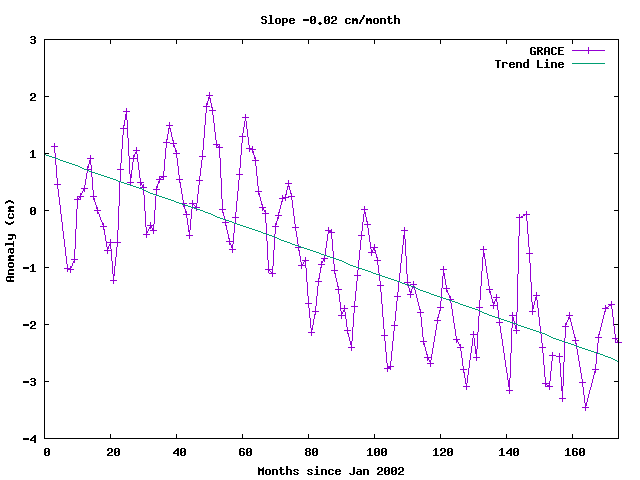 Slope -0.02 cm/month
GRACE
Trend Line
3
2
1
0
-1
-2
-3
-4
Anomaly (cm)
0 20 40 60 80 100 120 140 160
Months since Jan 2002